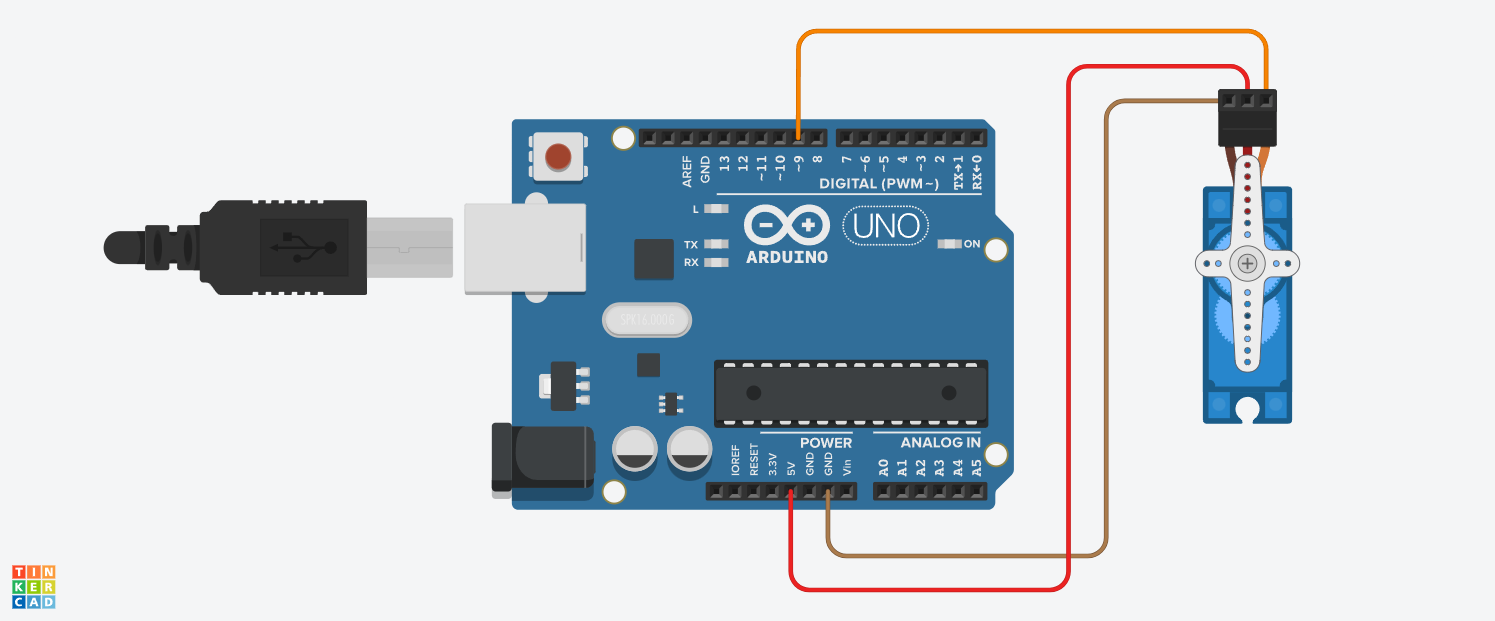 AREF
GND
13
12
~11
~10
~9
8
7
~6
~5
4
~3
2
TX→1
RX←0
DIGITAL (PWM~)
L
TX
RX
UNO
ARDUINO
ON
SPK16.000G
POWER
ANALOG IN
IOREF
RESET
3.3V
5V
GND
GND
Vin
A0
A1
A2
A3
A4
A5
TIN
KER
CAD